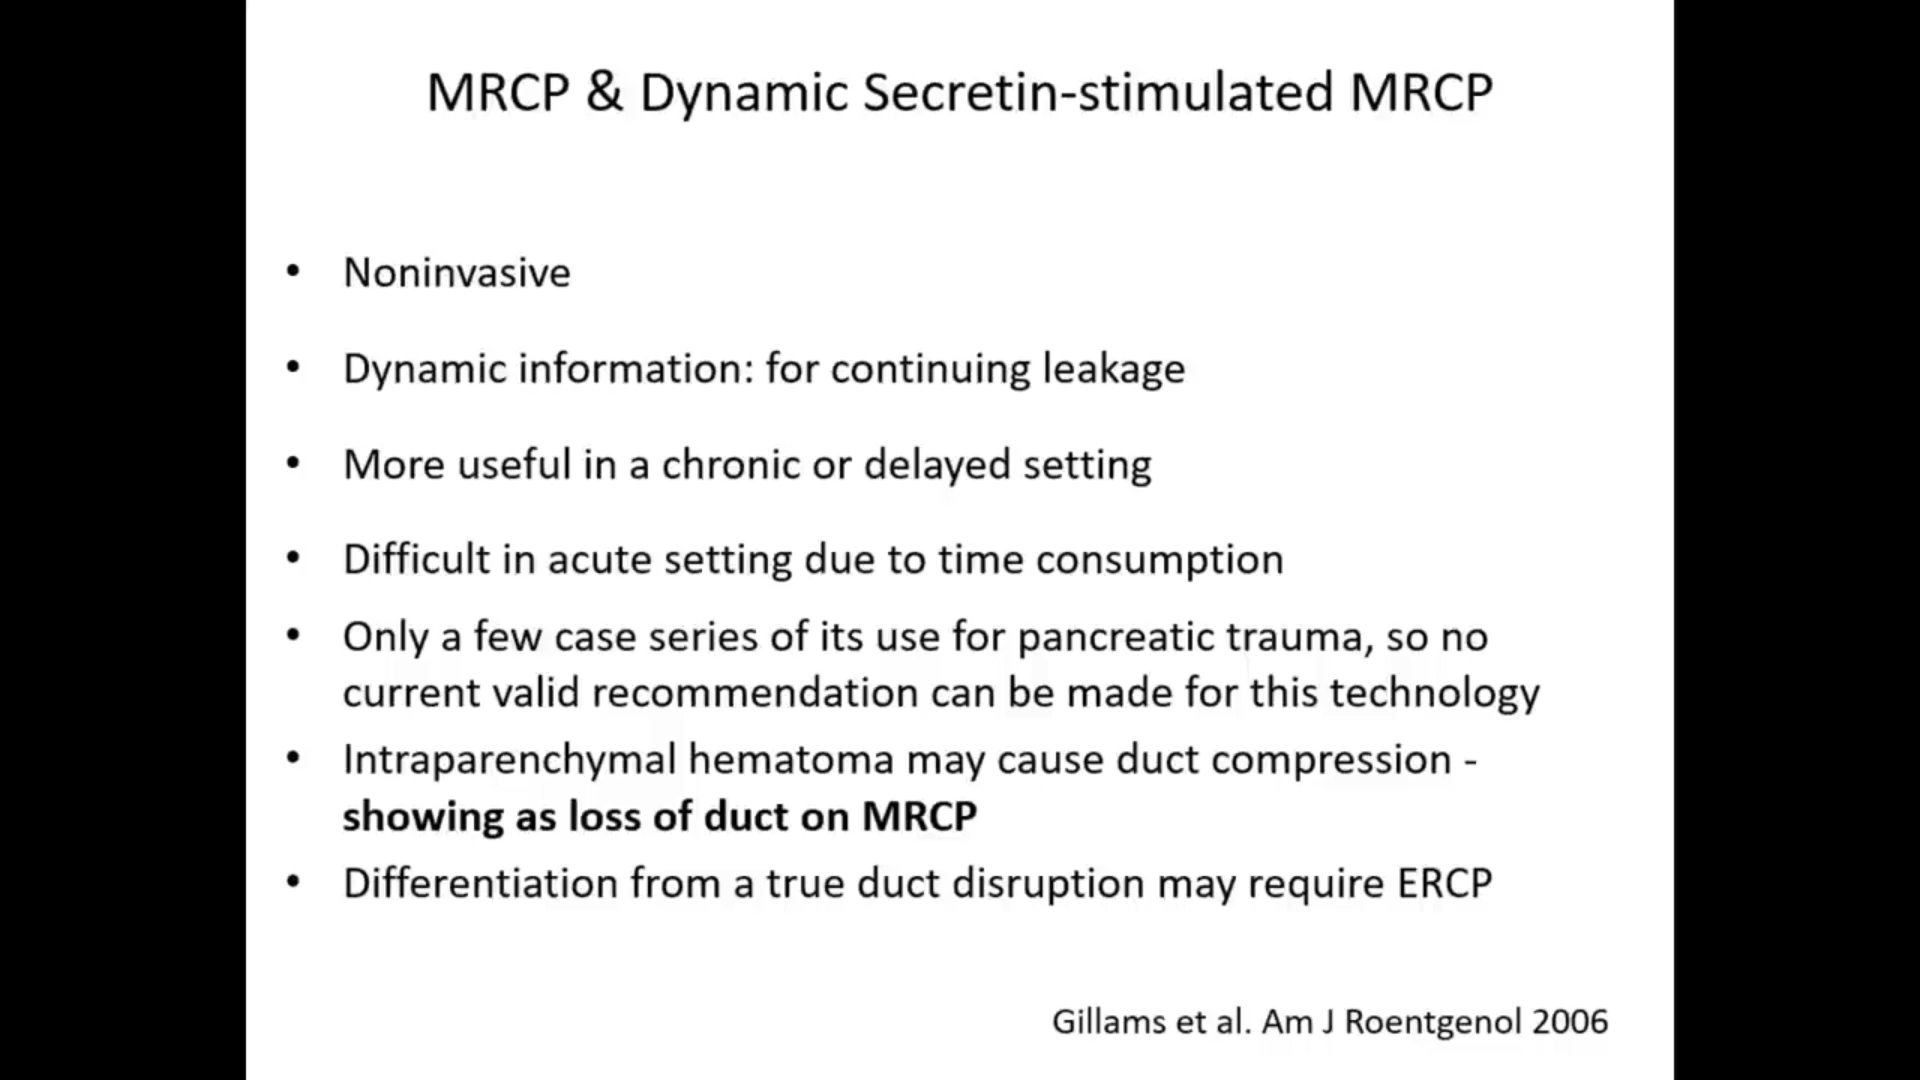 MRCP & Dynamic Secretin-stimulated MRCP
• Noninvasive
• Dynamic information: for continuing leakage
• More useful in a chronic or delayed setting
• Difficult in acute setting due to time consumption
• Only a few case series of its use for pancreatic trauma, so no
current valid recommendation can be made for this technology
• Intraparenchymal hematoma may cause duct compression -
showing as loss of duct on MRCP
• Differentiation from a true duct disruption may require ERCP
Gillams et al. Am J Roentgenol 2006